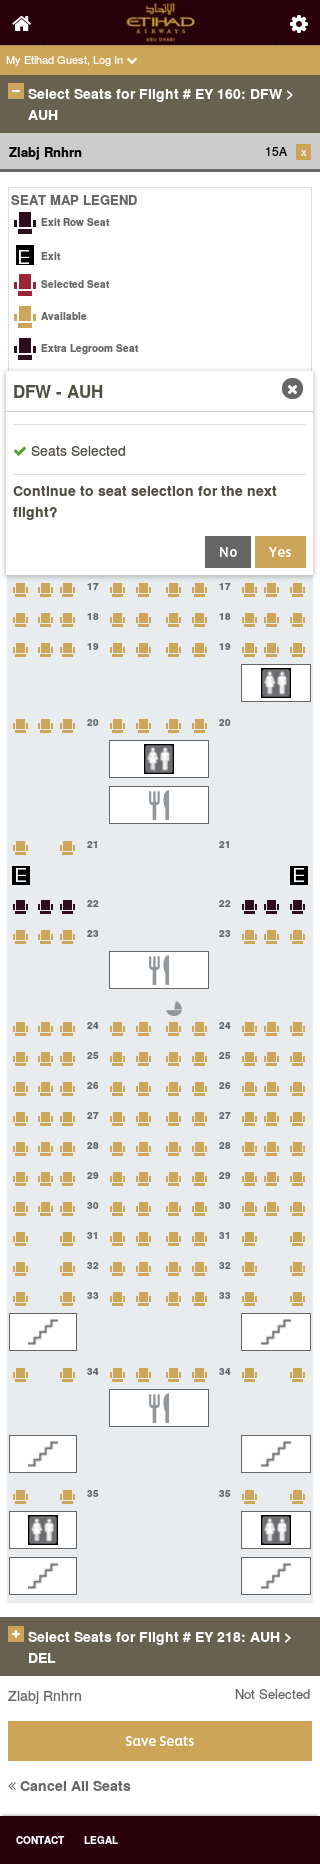 الإتحاد
ETIHAD
AIRWAYS
ABU DHABI
My Etihad Guest, Log In
Select Seats for Flight # EY 160: DFW >
AUH
Zlabj Rnhrn 15A x
SEAT MAP LEGEND
Exit Row Seat
E Exit
Selected Seat
Available
Extra Legroom Seat
DFW - AUH
Seats Selected
Continue to seat selection for the next
flight?
No Yes
17 17
18 18
19 19
20 20
21 21
E E
22 22
23 23
24 24
25 25
26 26
27 27
28 28
29 29
30 30
31 31
32 32
33 33
34 34
35 35
Select Seats for Flight # EY 218: AUH >
DEL
Zlabj Rnhrn Not Selected
Save Seats
« Cancel All Seats
CONTACT LEGAL